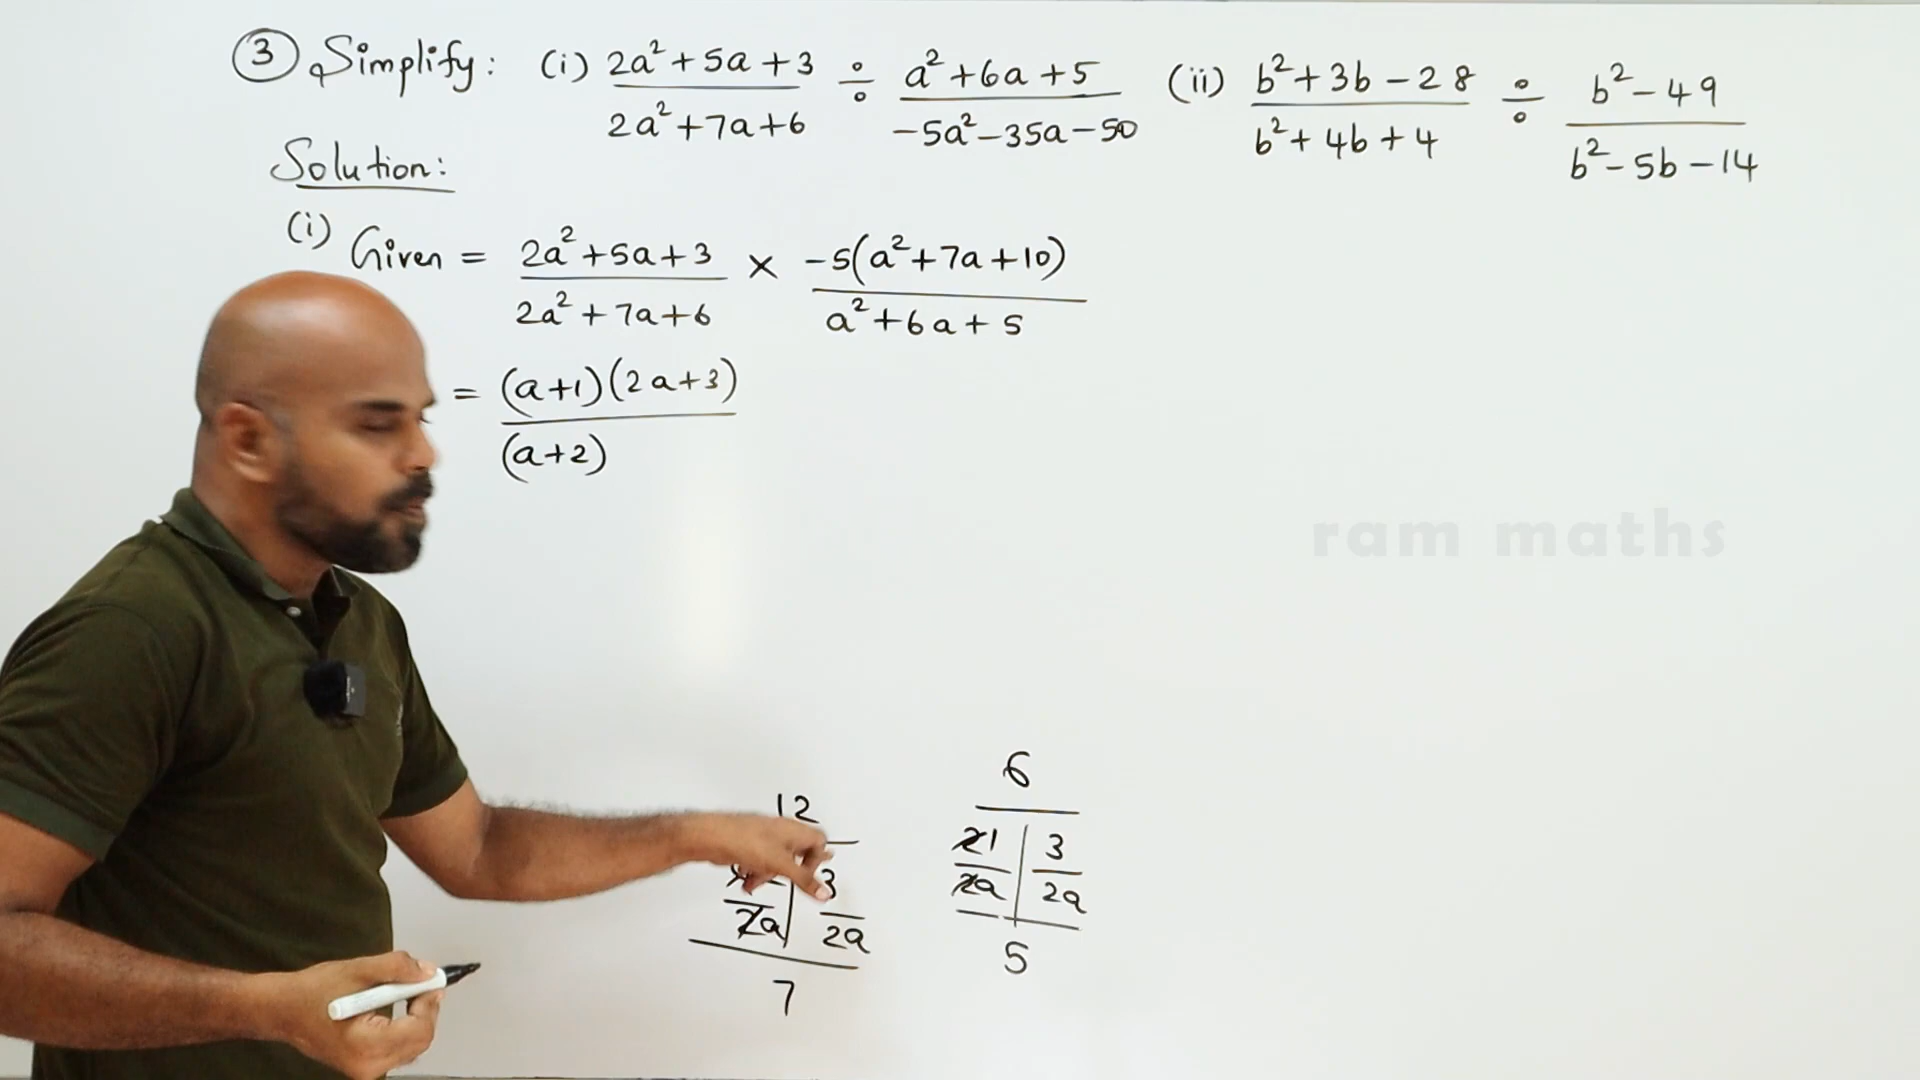 ③ Simplify: (i) 2a²+5a+3 / 2a²+7a+6 ÷ a²+6a+5 / -5a²-35a-50 (ii) b²+3b-28 / b²+4b+4 ÷ b²-49 / b²-5b-14
Solution:
(i) Given = 2a²+5a+3 / 2a²+7a+6 × -5(a²+7a+10) / a²+6a+5
= (a+1)(2a+3) / (a+2)
ram maths
12
3
2a | 2a
7
6
21 | 3
2a | 2a
5